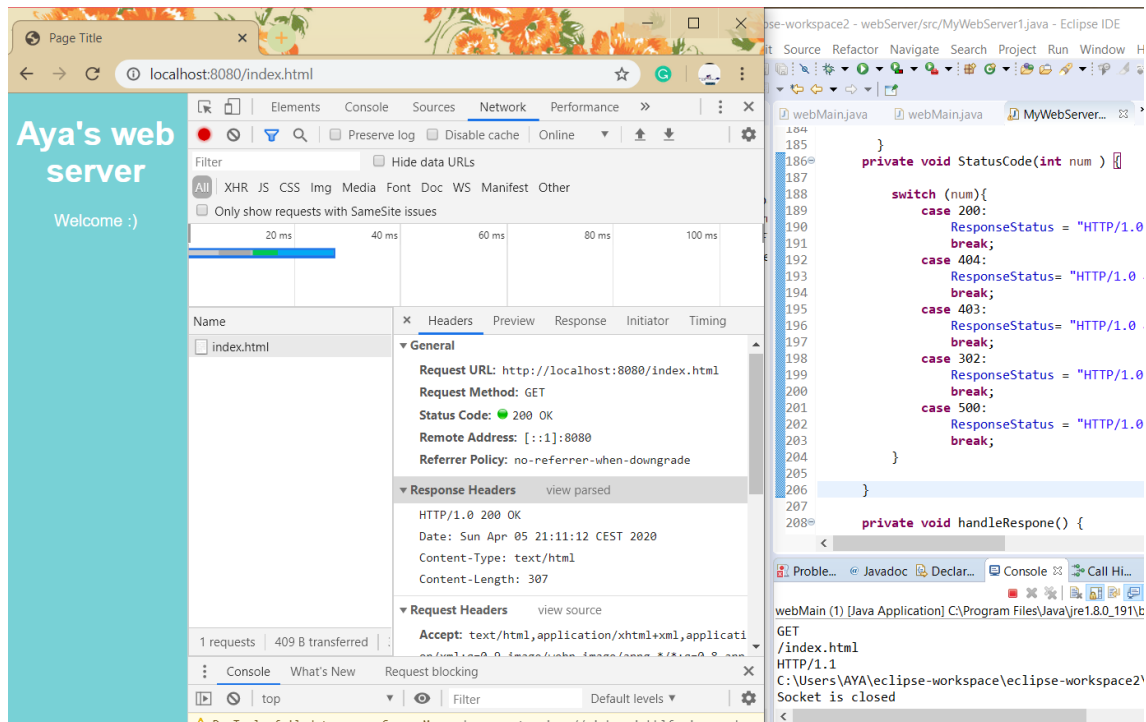 Page Title
localhost:8080/index.html
Aya's web
server
Welcome :)
Elements Console Sources Network Performance »
Preserve log Disable cache Online
Filter Hide data URLs
All XHR JS CSS Img Media Font Doc WS Manifest Other
Only show requests with SameSite issues
20 ms 40 ms 60 ms 80 ms 100 ms
Name
index.html
1 requests 409 B transferred
× Headers Preview Response Initiator Timing
General
Request URL: http://localhost:8080/index.html
Request Method: GET
Status Code: 200 OK
Remote Address: [::1]:8080
Referrer Policy: no-referrer-when-downgrade
Response Headers view parsed
HTTP/1.0 200 OK
Date: Sun Apr 05 21:11:12 CEST 2020
Content-Type: text/html
Content-Length: 307
Request Headers view source
Accept: text/html,application/xhtml+xml,applicati
Console What's New Request blocking
top Filter Default levels
pse-workspace2 - webServer/src/MyWebServer1.java - Eclipse IDE
it Source Refactor Navigate Search Project Run Window H
webMain.java webMain.java MyWebServer...
184
185 }
186 private void StatusCode(int num ) {
187
188 switch (num){
189 case 200:
190 ResponseStatus = "HTTP/1.0
191 break;
192 case 404:
193 ResponseStatus= "HTTP/1.0
194 break;
195 case 403:
196 ResponseStatus= "HTTP/1.0
197 break;
198 case 302:
199 ResponseStatus = "HTTP/1.0
200 break;
201 case 500:
202 ResponseStatus = "HTTP/1.0
203 break;
204 }
205
206 }
207
208 private void handleRespone() {
Proble... Javadoc Declar... Console Call Hi...
webMain (1) [Java Application] C:\Program Files\Java\jre1.8.0_191\b
GET
/index.html
HTTP/1.1
C:\Users\AYA\eclipse-workspace\eclipse-workspace2\
Socket is closed